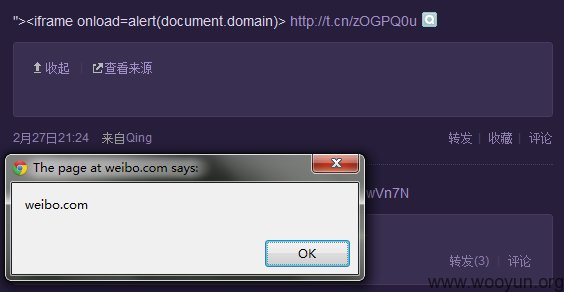 "><iframe onload=alert(document.domain)> http://t.cn/zOGPQ0u
收起 | 查看来源
2月27日21:24 来自Qing
转发 | 收藏 | 评论
The page at weibo.com says:
weibo.com
wVn7N
OK
转发(3) | 评论
www.wooyun.org